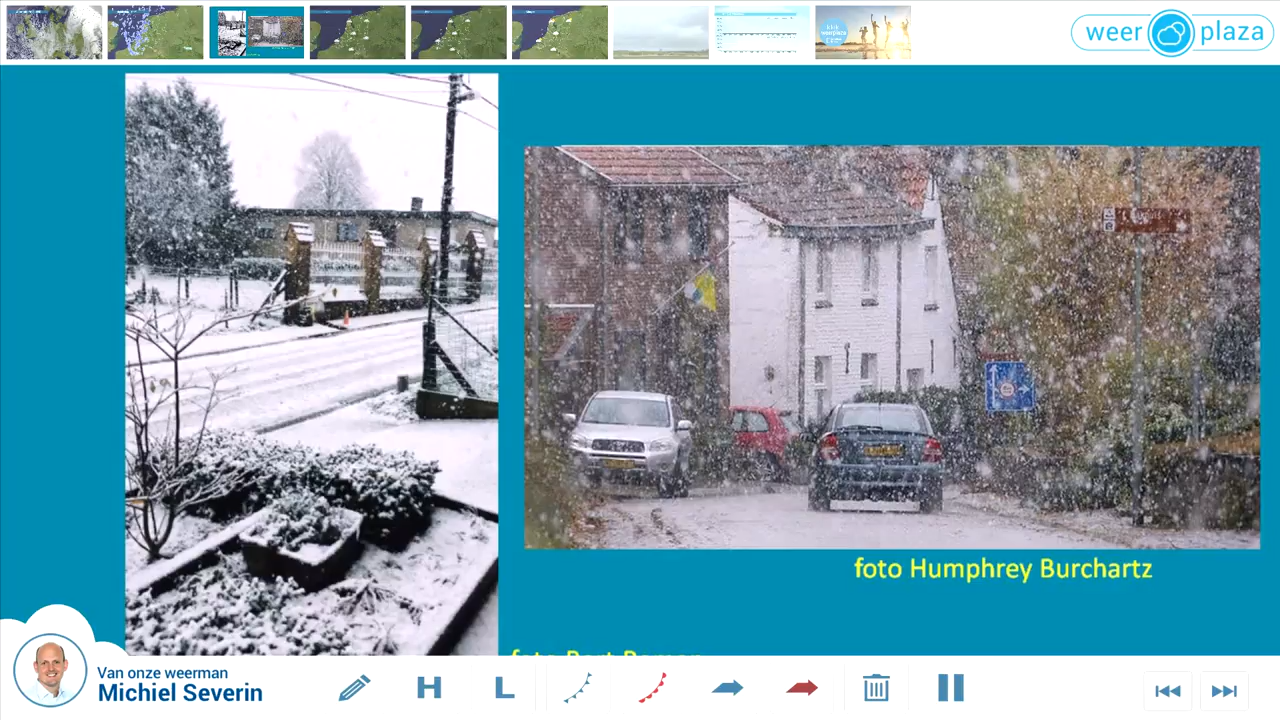 weer plaza
foto Humphrey Burchartz
Van onze weerman
Michiel Severin
H L